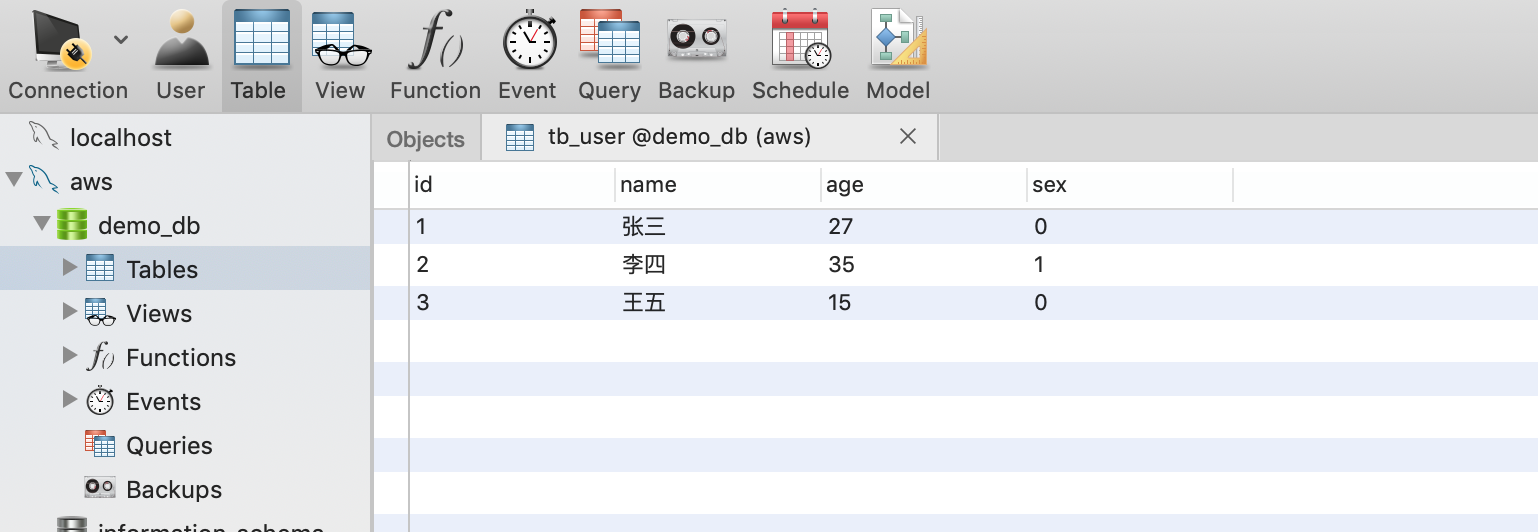 Connection User Table View Function Event Query Backup Schedule Model
localhost
aws
demo_db
Tables
Views
Functions
Events
Queries
Backups
information_schema
Objects tb_user @demo_db (aws)
id name age sex
1 张三 27 0
2 李四 35 1
3 王五 15 0